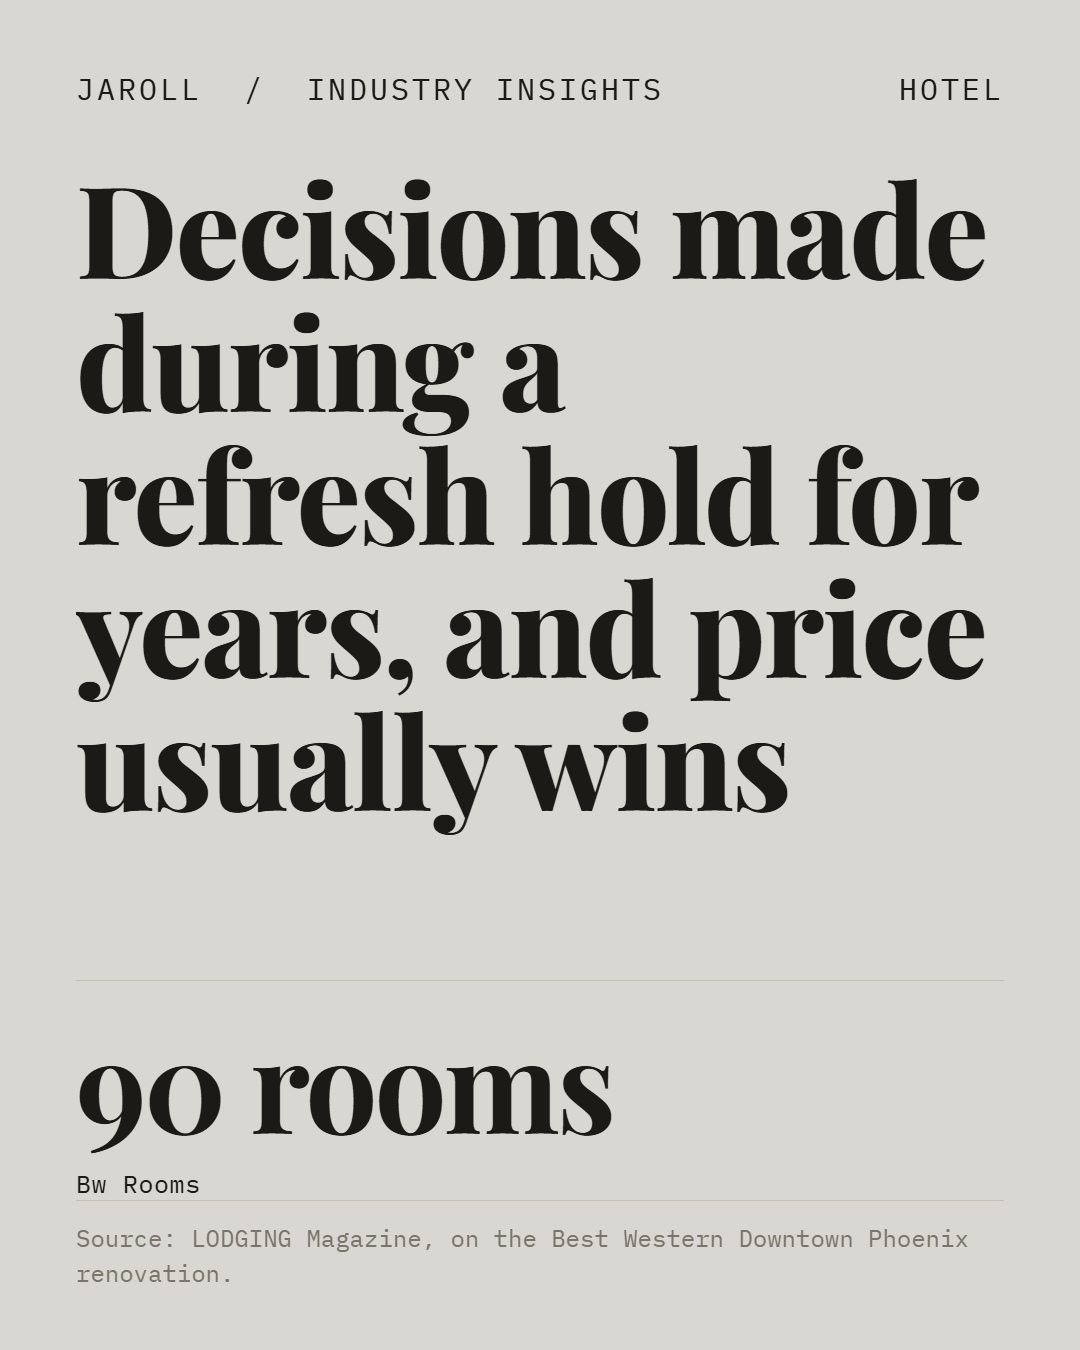 JAROLL / INDUSTRY INSIGHTS HOTEL
Decisions made
during a
refresh hold for
years, and price
usually wins
90 rooms
Bw Rooms
Source: LODGING Magazine, on the Best Western Downtown Phoenix
renovation.